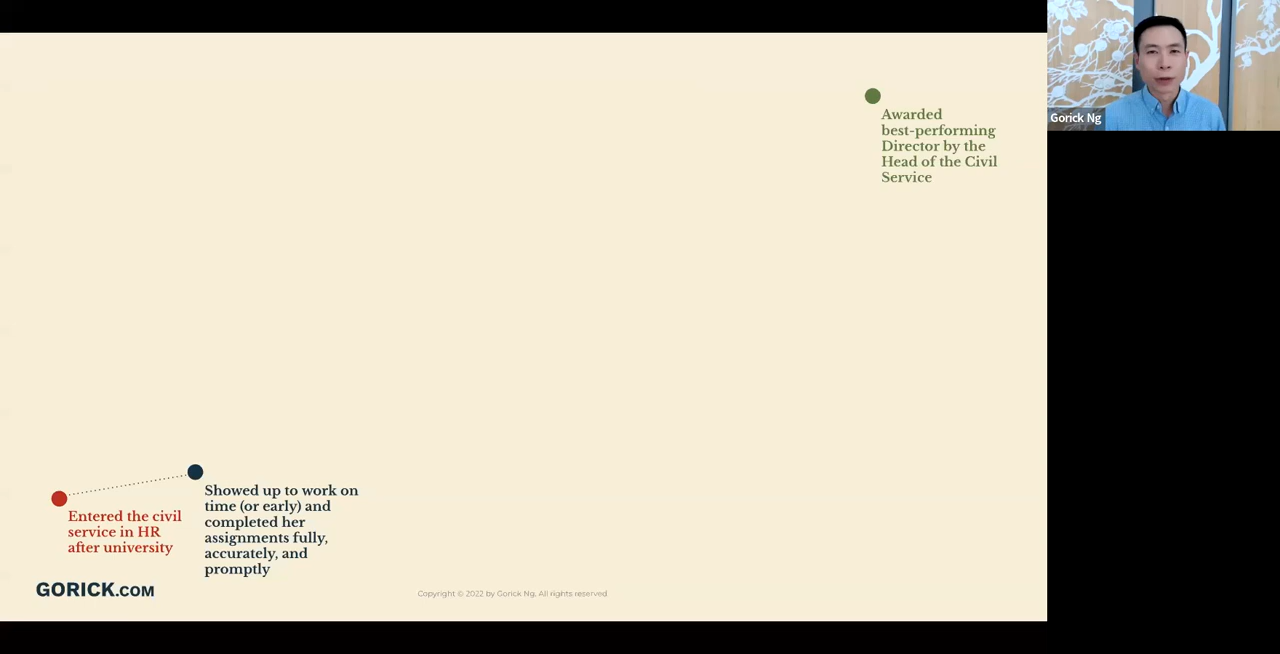 Awarded
best-performing
Director by the
Head of the Civil
Service
Gorick Ng
Entered the civil
service in HR
after university
Showed up to work on
time (or early) and
completed her
assignments fully,
accurately, and
promptly
GORICK.COM
Copyright © 2022 by Gorick Ng. All rights reserved